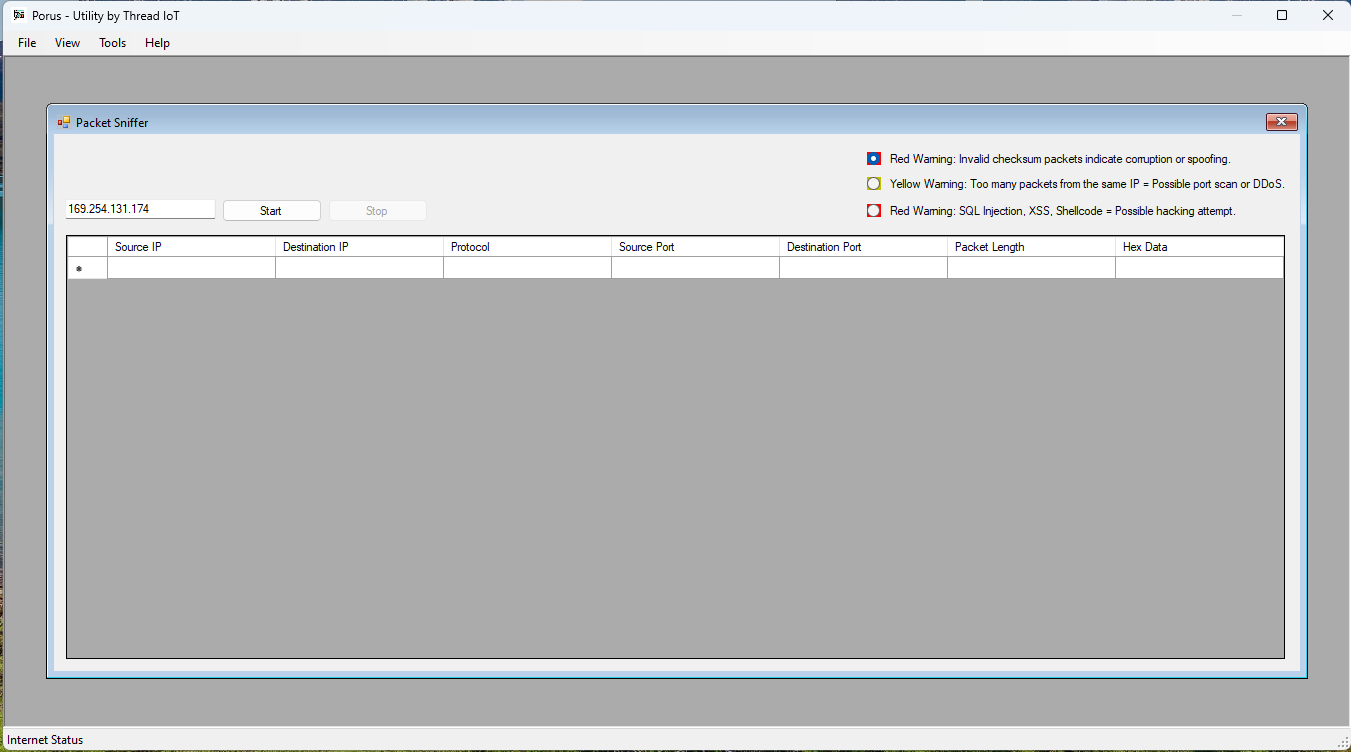 Porus - Utility by Thread IoT
File View Tools Help
Packet Sniffer
Red Warning: Invalid checksum packets indicate corruption or spoofing.
Yellow Warning: Too many packets from the same IP = Possible port scan or DDoS.
169.254.131.174 Start Stop Red Warning: SQL Injection, XSS, Shellcode = Possible hacking attempt.
Source IP Destination IP Protocol Source Port Destination Port Packet Length Hex Data
Internet Status